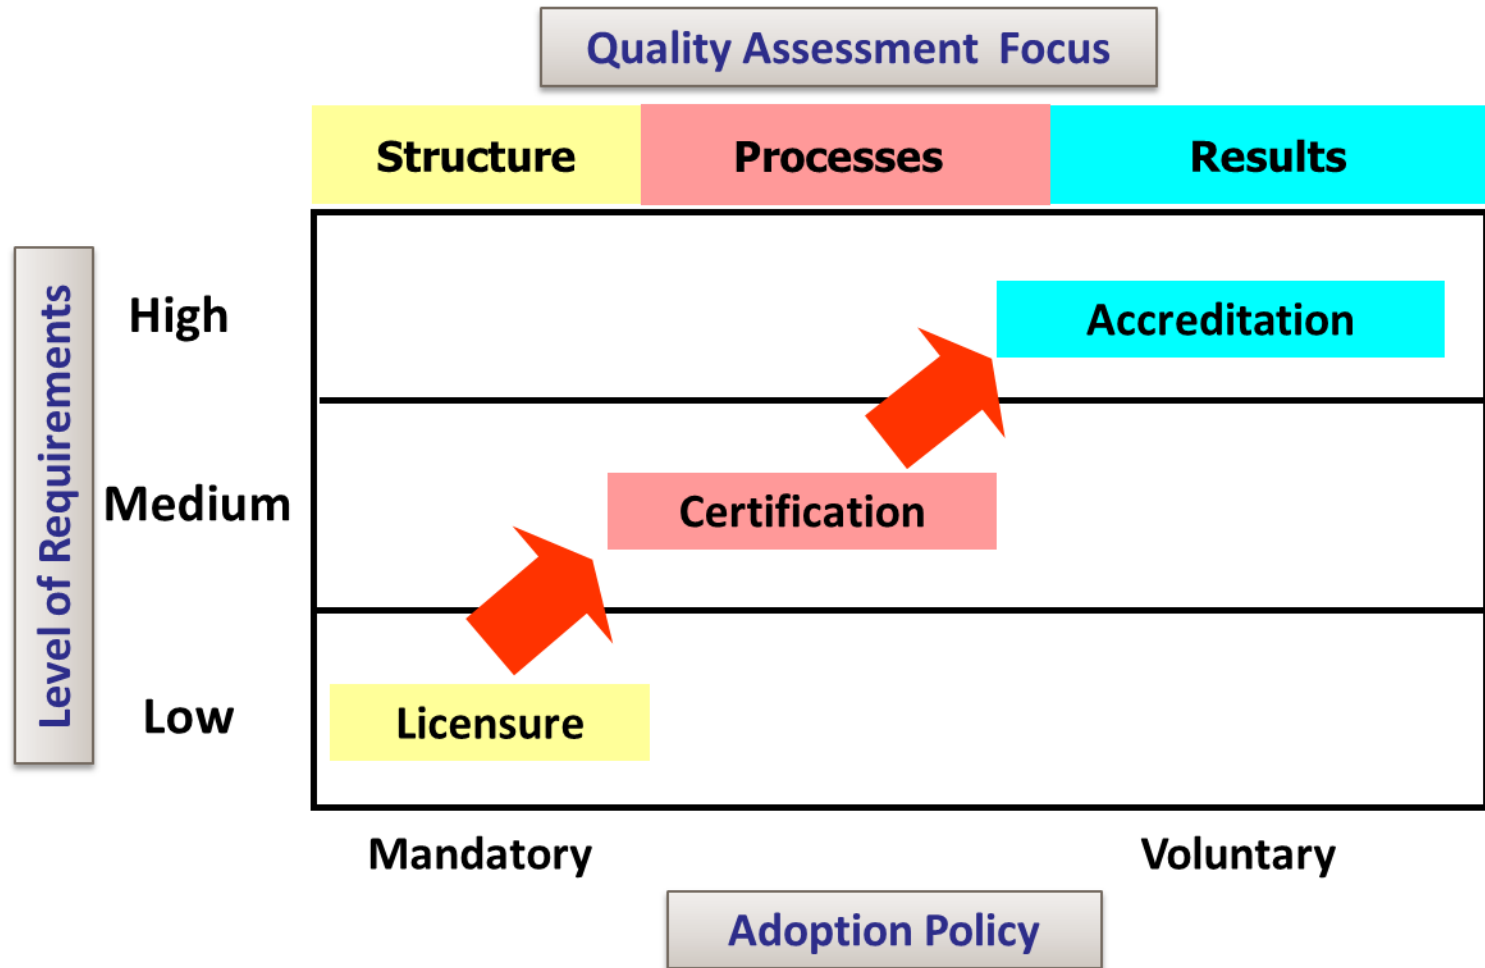 Quality Assessment Focus
Structure
Processes
Results
Level of Requirements
High
Accreditation
Medium
Certification
Low
Licensure
Mandatory
Voluntary
Adoption Policy